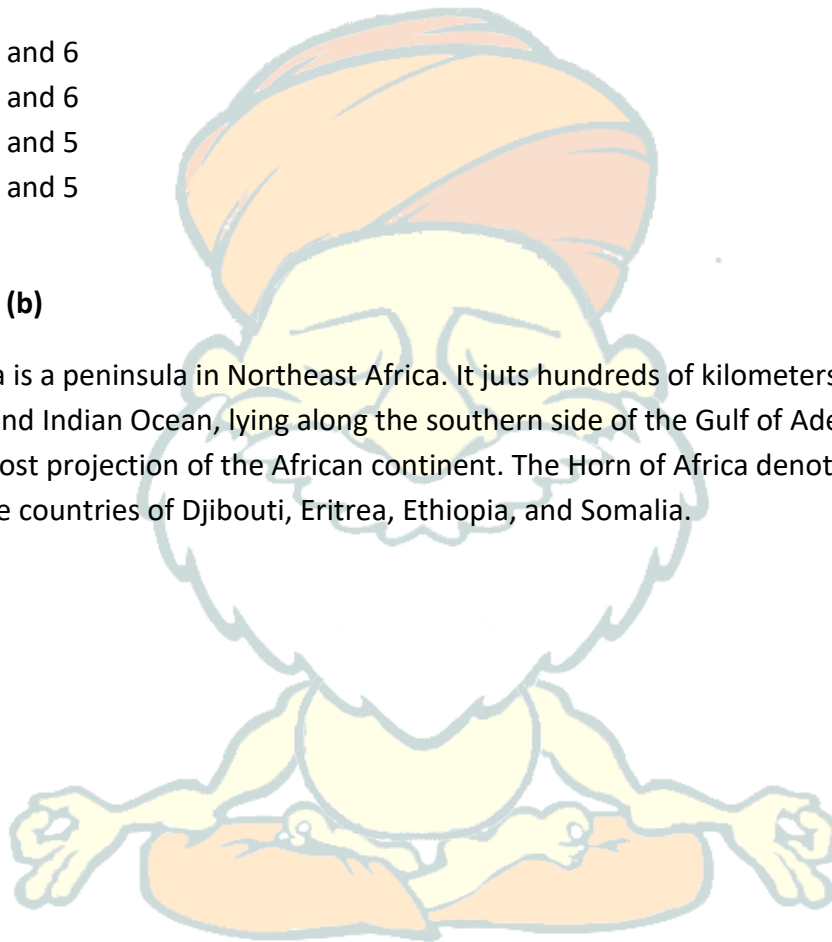 and 6
and 6
and 5
and 5
(b)
a is a peninsula in Northeast Africa. It juts hundreds of kilometers
nd Indian Ocean, lying along the southern side of the Gulf of Ade
ost projection of the African continent. The Horn of Africa denot
e countries of Djibouti, Eritrea, Ethiopia, and Somalia.